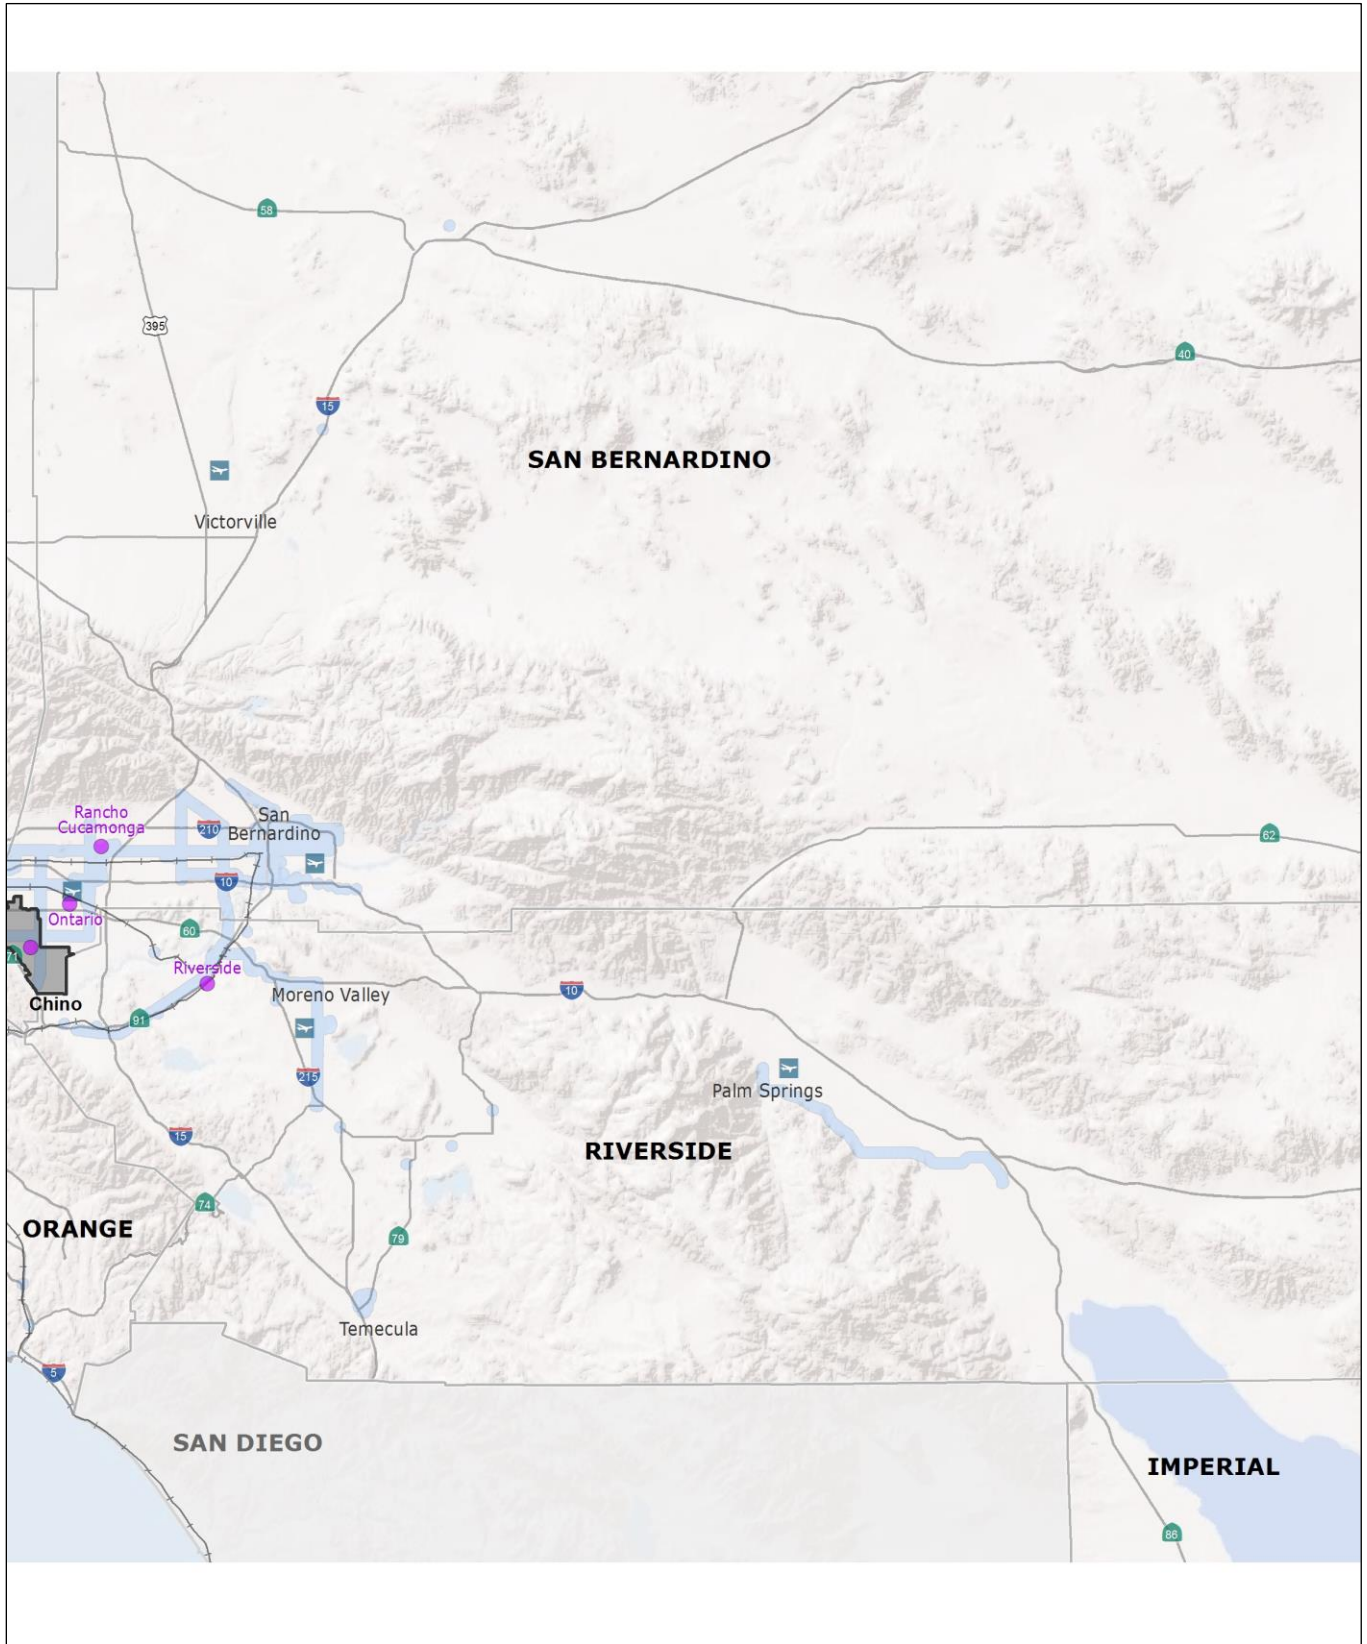 58
395
40
15
SAN BERNARDINO
Victorville
Rancho
Cucamonga
San
Bernardino
210
62
10
Ontario
60
71
Riverside
Chino
Moreno Valley
10
91
215
Palm Springs
15
RIVERSIDE
74
ORANGE
79
Temecula
5
SAN DIEGO
IMPERIAL
86